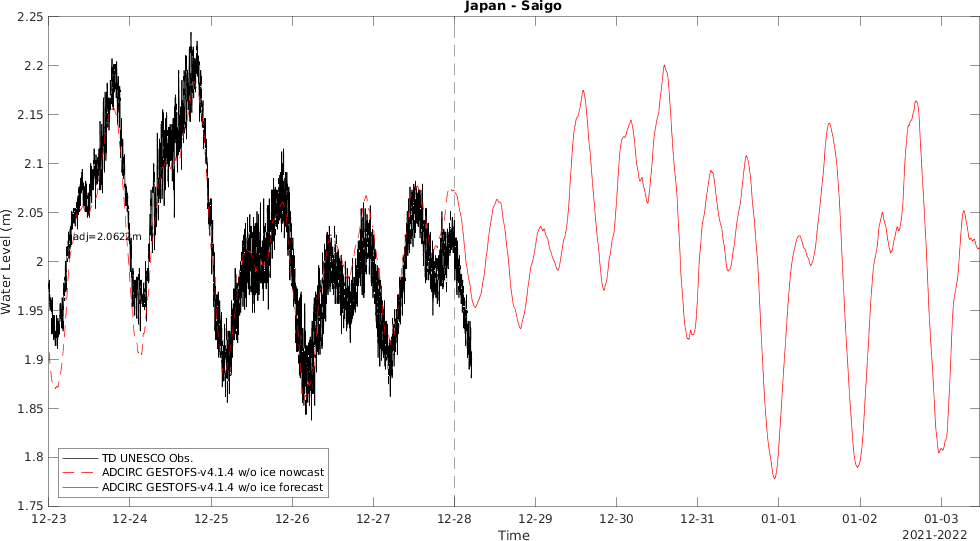 Japan - Saigo
2.25
2.2
2.15
2.1
2.05
2
1.95
1.9
1.85
1.8
1.75
Water Level (m)
adj=2.0622m
TD UNESCO Obs.
ADCIRC GESTOFS-v4.1.4 w/o ice nowcast
ADCIRC GESTOFS-v4.1.4 w/o ice forecast
12-23 12-24 12-25 12-26 12-27 12-28 12-29 12-30 12-31 01-01 01-02 01-03
Time
2021-2022